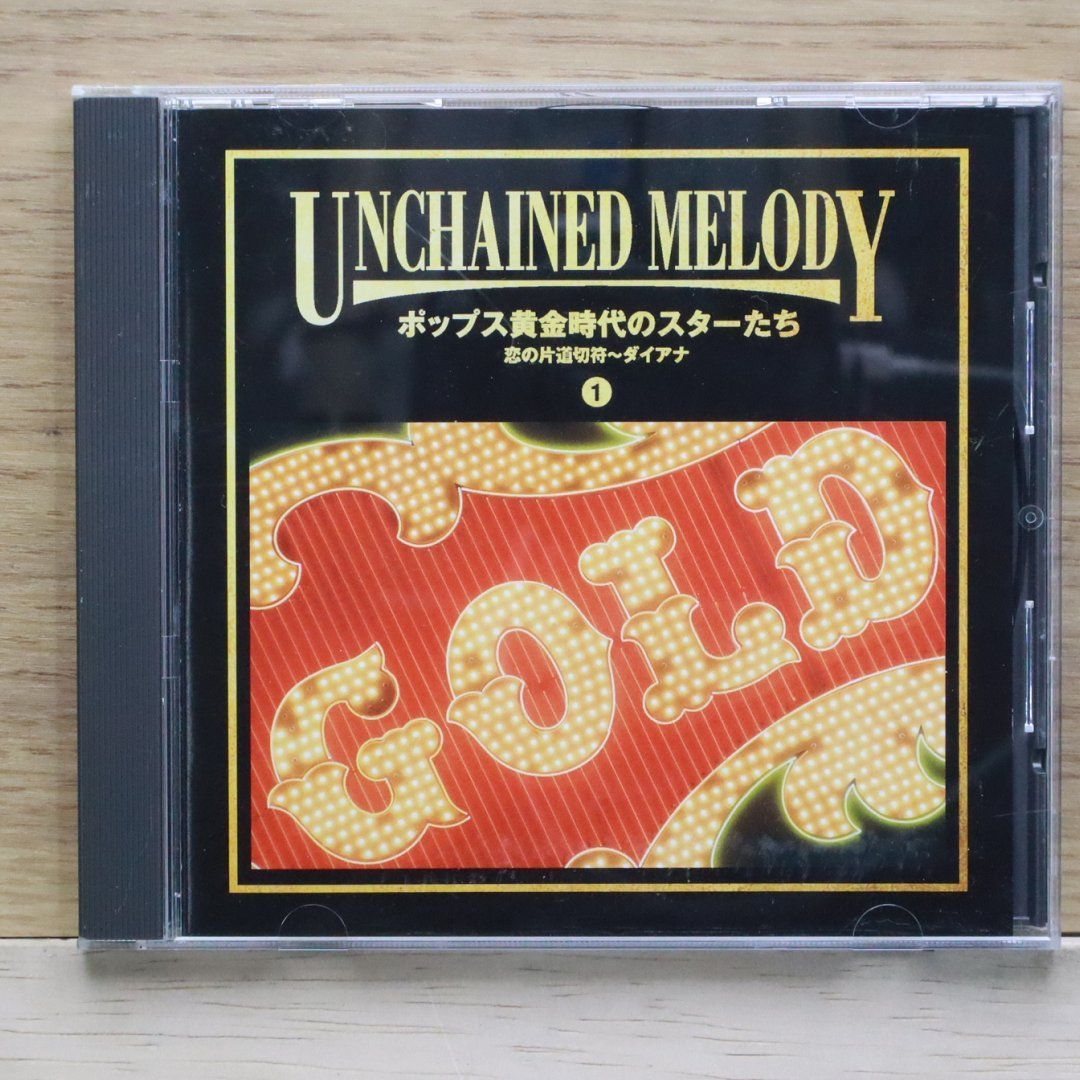 UNCHAINED MELODY
ポップス黄金時代のスターたち
恋の片道切符〜ダイアナ
1
GOLD